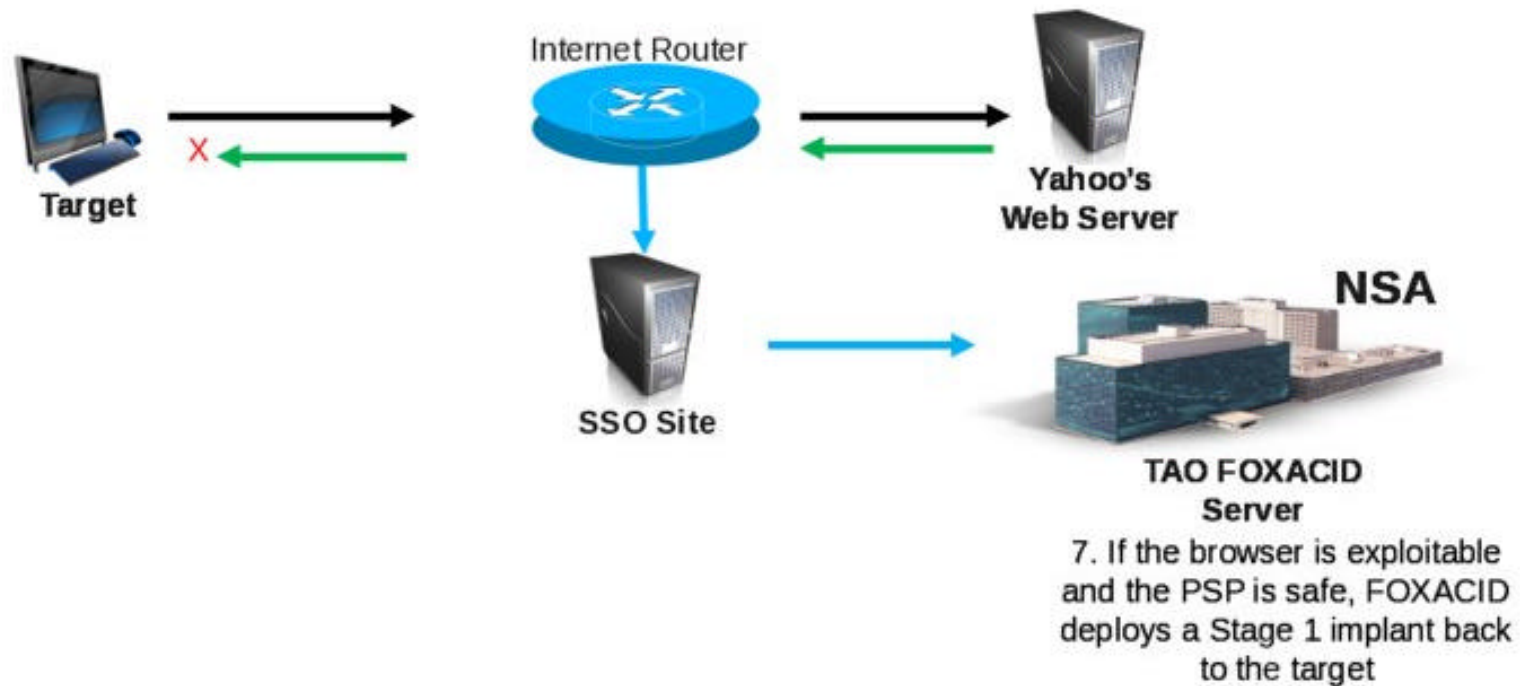 Internet Router
X
Target
Yahoo's
Web Server
NSA
SSO Site
TAO FOXACID
Server
7. If the browser is exploitable
and the PSP is safe, FOXACID
deploys a Stage 1 implant back
to the target